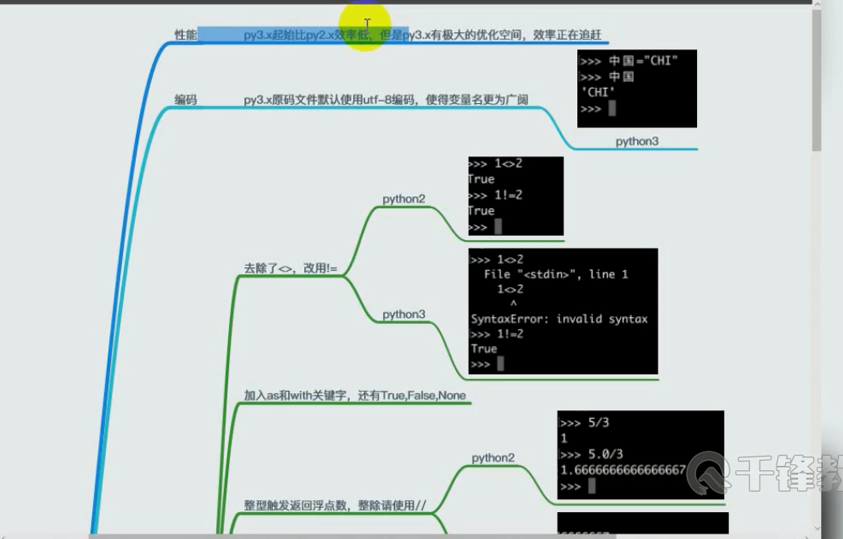 性能
py3.x起始比py2.x效率低，但是py3.x有极大的优化空间，效率正在追赶
>>> 中国="CHI"
>>> 中国
'CHI'
>>>
编码
py3.x原码文件默认使用utf-8编码，使得变量名更为广阔
python3
>>> 1<>2
True
>>> 1!=2
True
>>>
python2
去除了<>，改用!=
>>> 1<>2
File "<stdin>", line 1
1<>2
^
SyntaxError: invalid syntax
>>> 1!=2
True
>>>
python3
加入as和with关键字，还有True,False,None
>>> 5/3
1
>>> 5.0/3
1.6666666666666667
>>>
python2
整型触发返回浮点数，整除请使用//
千锋教